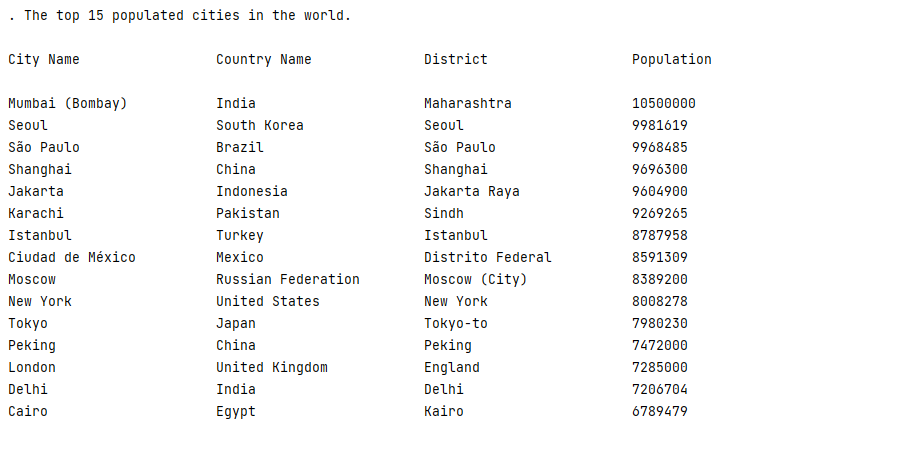 . The top 15 populated cities in the world.
City Name Country Name District Population
Mumbai (Bombay) India Maharashtra 10500000
Seoul South Korea Seoul 9981619
São Paulo Brazil São Paulo 9968485
Shanghai China Shanghai 9696300
Jakarta Indonesia Jakarta Raya 9604900
Karachi Pakistan Sindh 9269265
Istanbul Turkey Istanbul 8787958
Ciudad de México Mexico Distrito Federal 8591309
Moscow Russian Federation Moscow (City) 8389200
New York United States New York 8008278
Tokyo Japan Tokyo-to 7980230
Peking China Peking 7472000
London United Kingdom England 7285000
Delhi India Delhi 7206704
Cairo Egypt Kairo 6789479